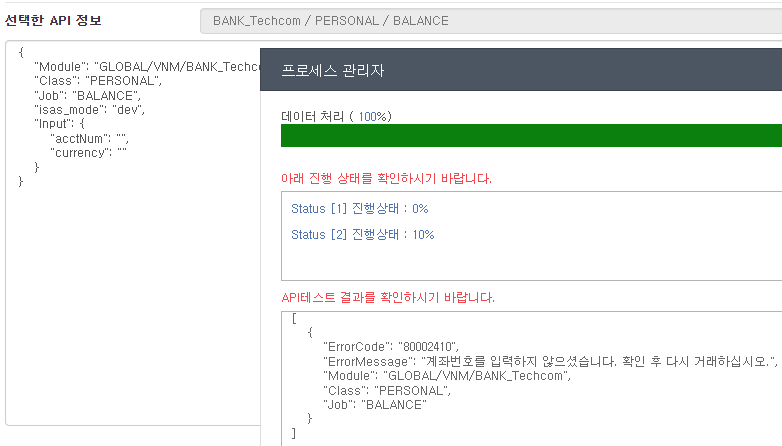 선택한 API 정보
BANK_Techcom / PERSONAL / BALANCE
{
"Module": "GLOBAL/VNM/BANK_Techco
"Class": "PERSONAL",
"Job": "BALANCE",
"isas_mode": "dev",
"Input": {
"acctNum": "",
"currency": ""
}
}
프로세스 관리자
데이터 처리 ( 100%)
아래 진행 상태를 확인하시기 바랍니다.
Status [1] 진행상태 : 0%
Status [2] 진행상태 : 10%
API테스트 결과를 확인하시기 바랍니다.
[
{
"ErrorCode": "80002410",
"ErrorMessage": "계좌번호를 입력하지 않으셨습니다. 확인 후 다시 거래하십시오.",
"Module": "GLOBAL/VNM/BANK_Techcom",
"Class": "PERSONAL",
"Job": "BALANCE"
}
]